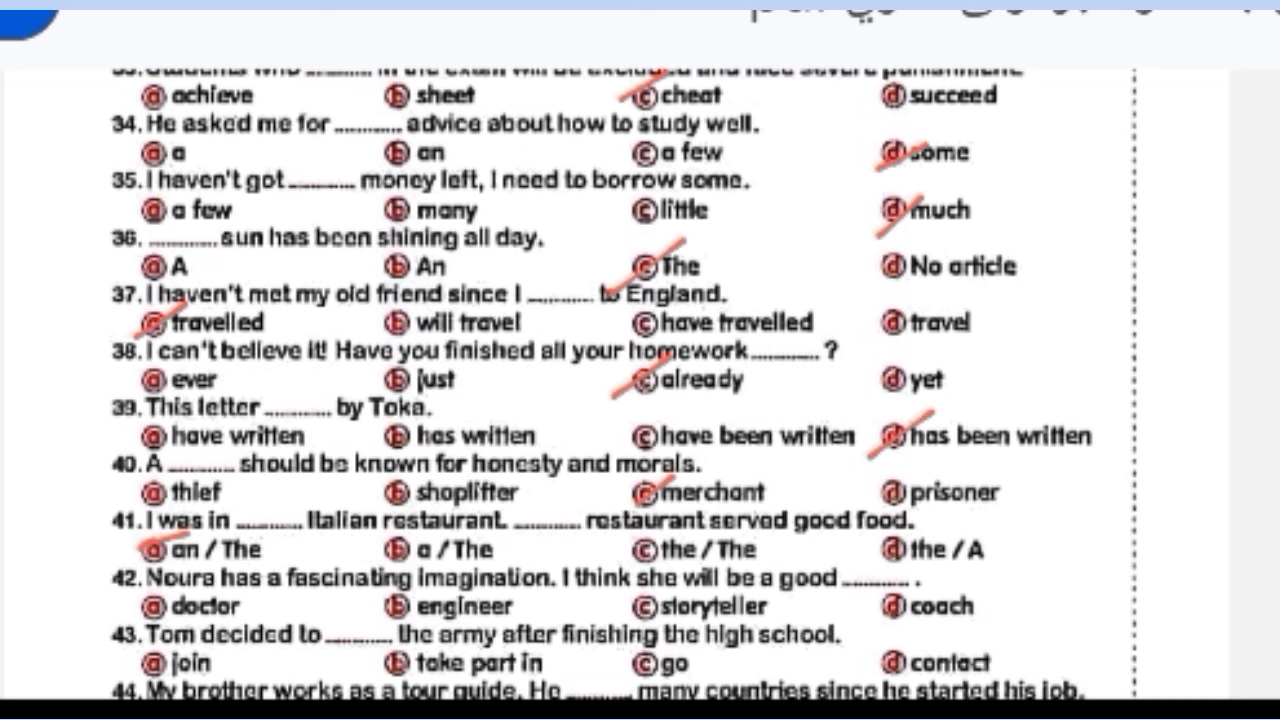 ⓐ achieve ⓑ sheet ⓒ cheat ⓓ succeed
34. He asked me for ............ advice about how to study well.
ⓐ a ⓑ an ⓒ a few ⓓ some
35. I haven't got ............ money left, I need to borrow some.
ⓐ a few ⓑ many ⓒ little ⓓ much
36. ............ sun has been shining all day.
ⓐ A ⓑ An ⓒ The ⓓ No article
37. I haven't met my old friend since I ............ to England.
ⓐ travelled ⓑ will travel ⓒ have travelled ⓓ travel
38. I can't believe it! Have you finished all your homework ............ ?
ⓐ ever ⓑ just ⓒ already ⓓ yet
39. This letter ............ by Toka.
ⓐ have written ⓑ has written ⓒ have been written ⓓ has been written
40. A ............ should be known for honesty and morals.
ⓐ thief ⓑ shoplifter ⓒ merchant ⓓ prisoner
41. I was in ............ Italian restaurant. ............ restaurant served good food.
ⓐ an / The ⓑ a / The ⓒ the / The ⓓ the / A
42. Noura has a fascinating imagination. I think she will be a good ............ .
ⓐ doctor ⓑ engineer ⓒ storyteller ⓓ coach
43. Tom decided to ............ the army after finishing the high school.
ⓐ join ⓑ take part in ⓒ go ⓓ contact
44. My brother works as a tour guide. He ............ many countries since he started his job.